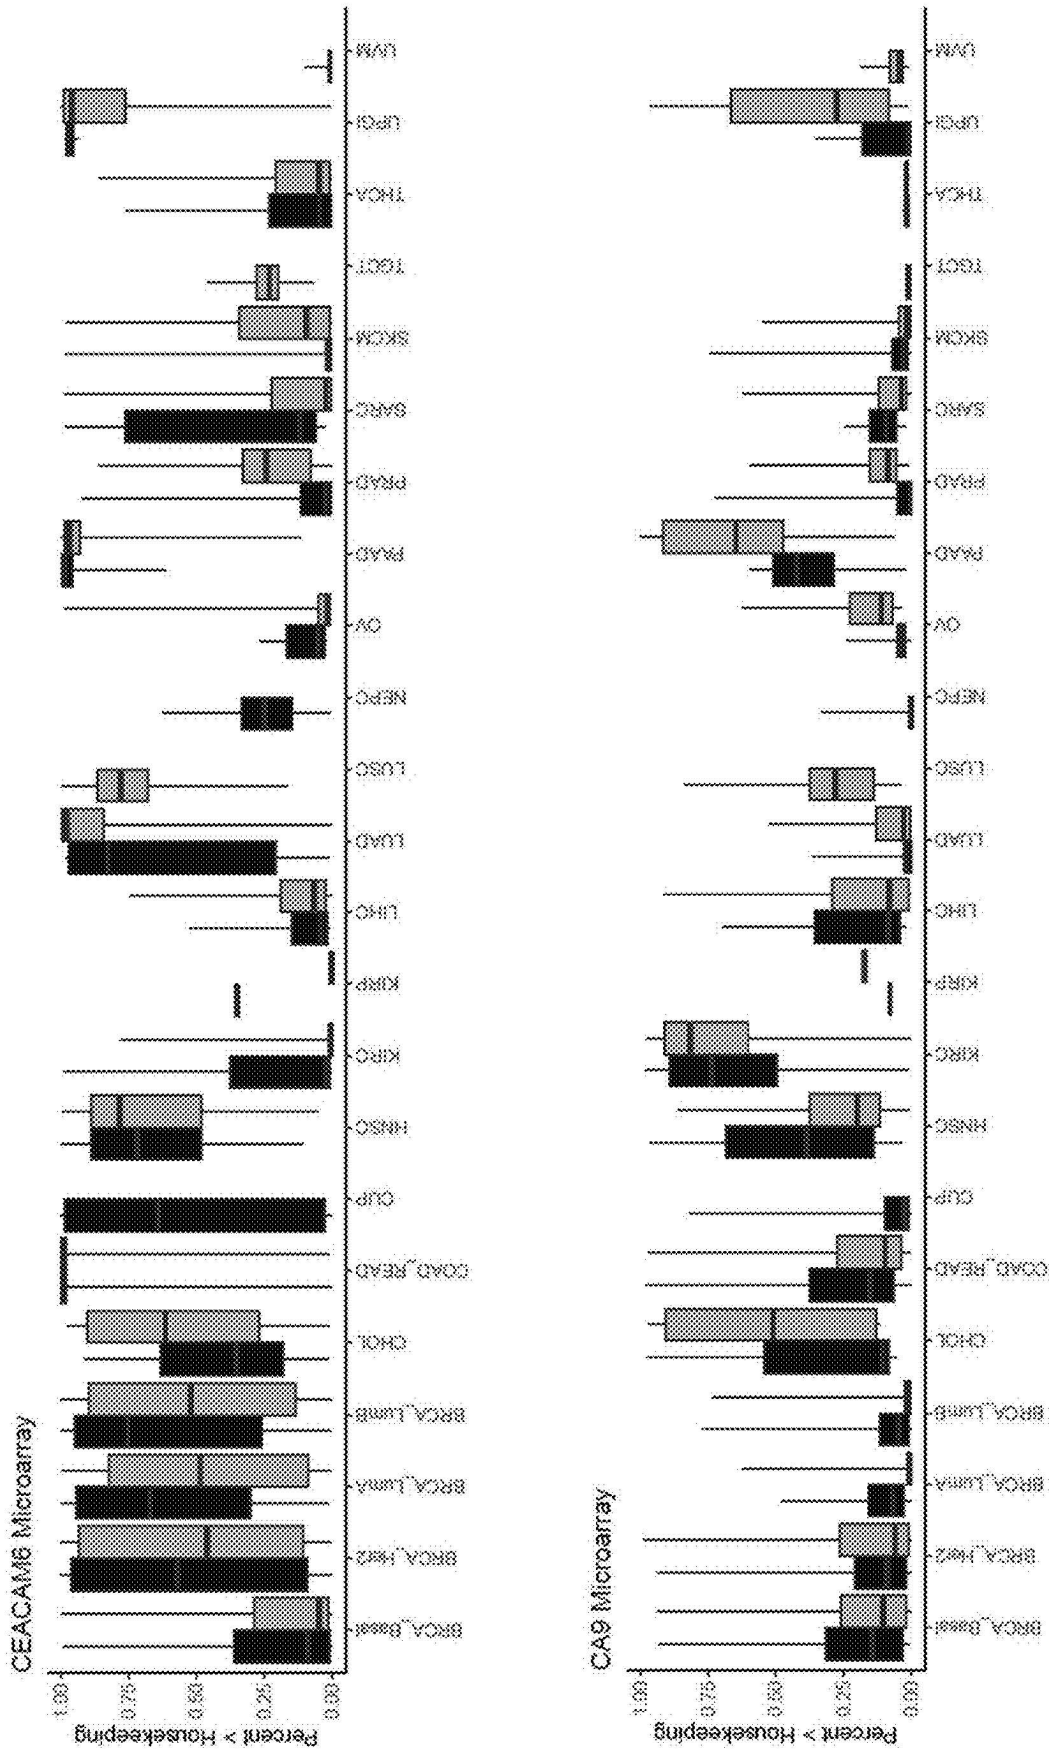 CEACAM6 Microarray
Percent > Housekeeping
1.00
0.75
0.50
0.25
0.00
BRCA_Basal
BRCA_Her2
BRCA_LumA
BRCA_LumB
CHOL
COAD_READ
CUP
HNSC
KIRC
KIRP
LIHC
LUAD
LUSC
NEPC
OV
PAAD
PRAD
SARC
SKCM
TGCT
THCA
UPGI
UVM
CA9 Microarray
Percent > Housekeeping
1.00
0.75
0.50
0.25
0.00
BRCA_Basal
BRCA_Her2
BRCA_LumA
BRCA_LumB
CHOL
COAD_READ
CUP
HNSC
KIRC
KIRP
LIHC
LUAD
LUSC
NEPC
OV
PAAD
PRAD
SARC
SKCM
TGCT
THCA
UPGI
UVM